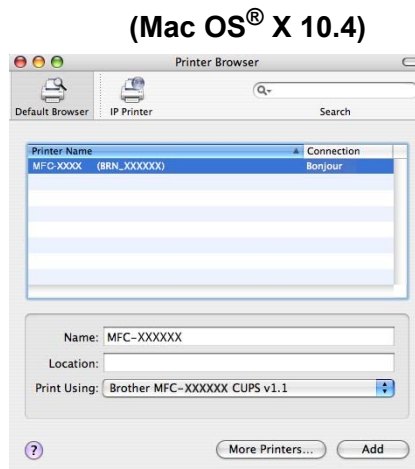 (Mac OS® X 10.4)
Printer Browser
Default Browser IP Printer Search
Printer Name Connection
MFC-XXXX (BRN_XXXXXX) Bonjour
Name: MFC-XXXXXX
Location:
Print Using: Brother MFC-XXXXXX CUPS v1.1
? More Printers... Add